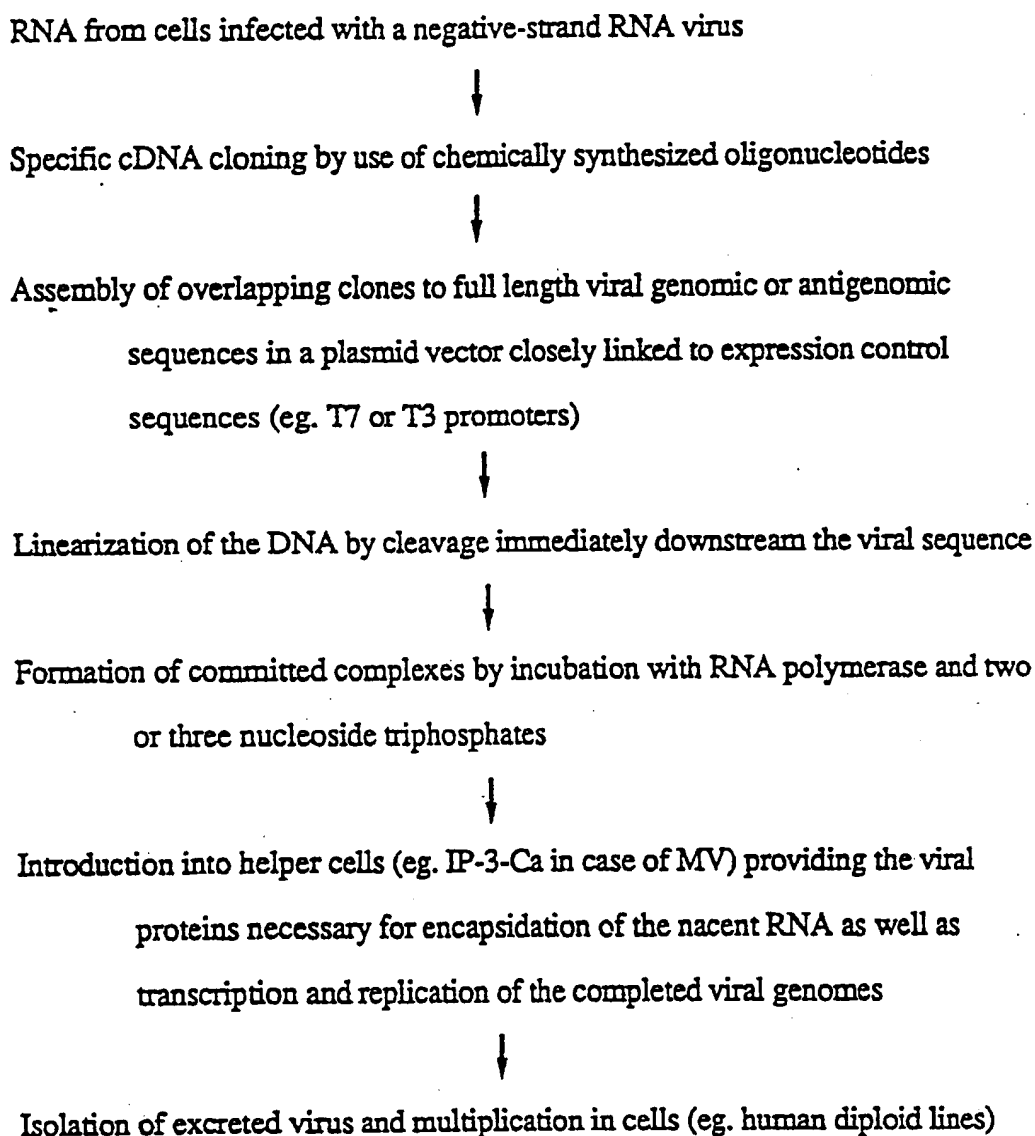 RNA from cells infected with a negative-strand RNA virus
Specific cDNA cloning by use of chemically synthesized oligonucleotides
Assembly of overlapping clones to full length viral genomic or antigenomic
sequences in a plasmid vector closely linked to expression control
sequences (eg. T7 or T3 promoters)
Linearization of the DNA by cleavage immediately downstream the viral sequence
Formation of committed complexes by incubation with RNA polymerase and two
or three nucleoside triphosphates
Introduction into helper cells (eg. IP-3-Ca in case of MV) providing the viral
proteins necessary for encapsidation of the nacent RNA as well as
transcription and replication of the completed viral genomes
Isolation of excreted virus and multiplication in cells (eg. human diploid lines)